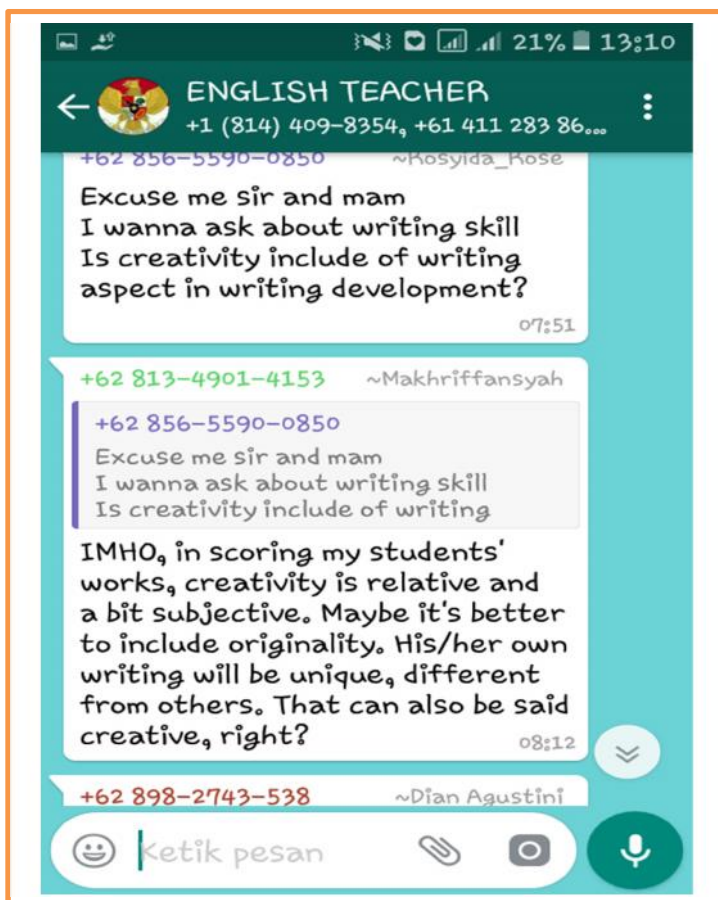 21% 13:10
ENGLISH TEACHER
+1 (814) 409-8354, +61 411 283 86...
+62 856-5590-0850 ~Rosyida_Rose
Excuse me sir and mam
I wanna ask about writing skill
Is creativity include of writing
aspect in writing development?
07:51
+62 813-4901-4153 ~Makhriffansyah
+62 856-5590-0850
Excuse me sir and mam
I wanna ask about writing skill
Is creativity include of writing
IMHO, in scoring my students'
works, creativity is relative and
a bit subjective. Maybe it's better
to include originality. His/her own
writing will be unique, different
from others. That can also be said
creative, right?
08:12
+62 898-2743-538 ~Dian Agustini
Ketik pesan